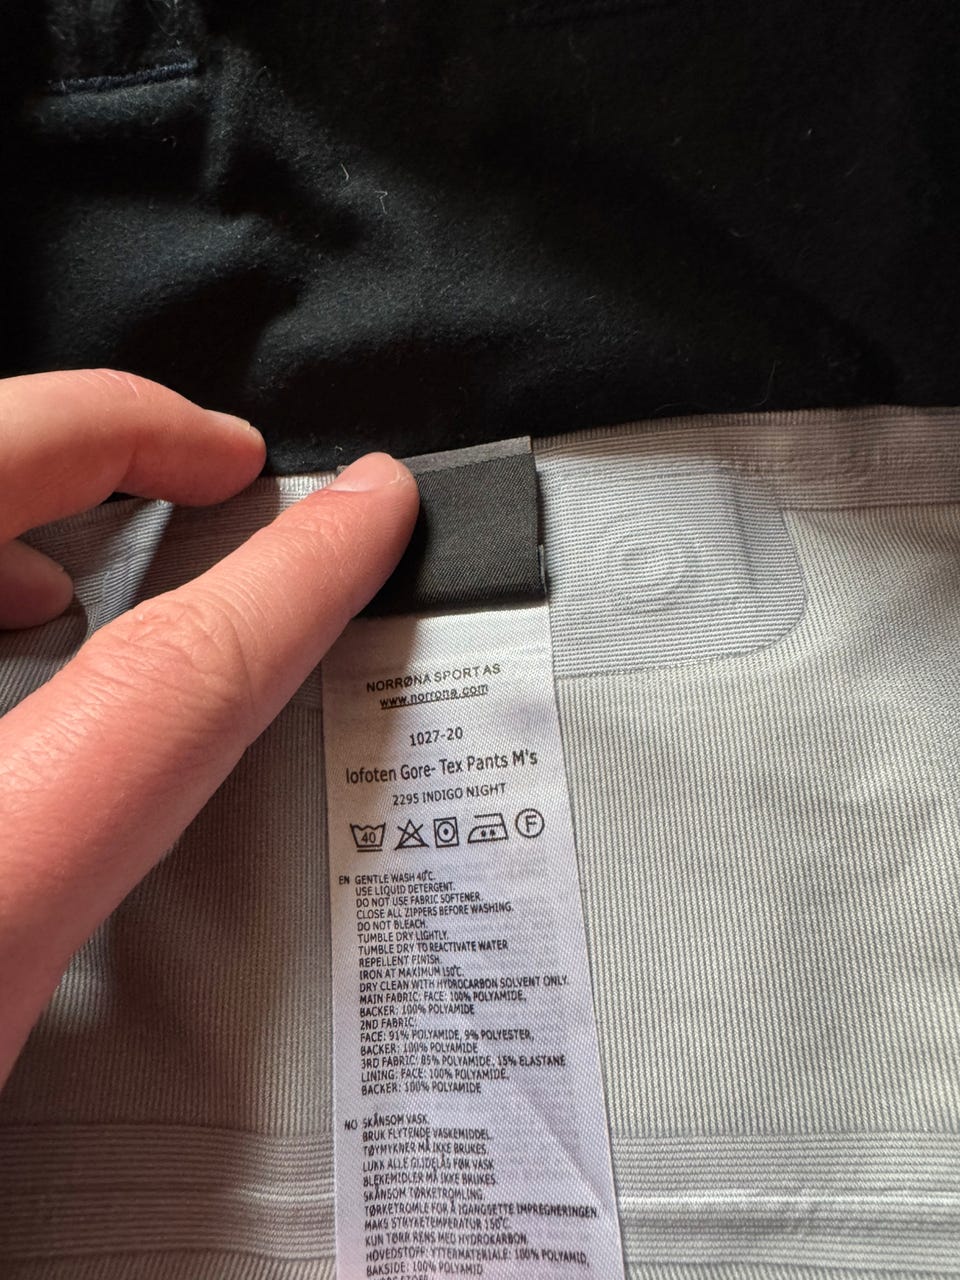 NORRØNA SPORT AS
www.norrona.com
1027-20
lofoten Gore- Tex Pants M's
2295 INDIGO NIGHT
40 F
EN GENTLE WASH 40°C.
USE LIQUID DETERGENT.
DO NOT USE FABRIC SOFTENER.
CLOSE ALL ZIPPERS BEFORE WASHING.
DO NOT BLEACH.
TUMBLE DRY LIGHTLY.
TUMBLE DRY TO REACTIVATE WATER
REPELLENT FINISH.
IRON AT MAXIMUM 150°C.
DRY CLEAN WITH HYDROCARBON SOLVENT ONLY.
MAIN FABRIC: FACE: 100% POLYAMIDE,
BACKER: 100% POLYAMIDE
2ND FABRIC:
FACE: 91% POLYAMIDE, 9% POLYESTER,
BACKER: 100% POLYAMIDE
3RD FABRIC: 85% POLYAMIDE, 15% ELASTANE
LINING: FACE: 100% POLYAMIDE,
BACKER: 100% POLYAMIDE
NO SKÅNSOM VASK.
BRUK FLYTENDE VASKEMIDDEL.
TØYMYKNER MÅ IKKE BRUKES.
LUKK ALLE GLIDELÅS FØR VASK
BLEKEMIDLER MÅ IKKE BRUKES.
SKÅNSOM TØRKETROMLING.
TØRKETROMLE FOR Å IGANGSETTE IMPREGNERINGEN.
MAKS STRYKETEMPERATUR 150°C.
KUN TØRR RENS MED HYDROKARBON.
HOVEDSTOFF: YTTERMATERIALE: 100% POLYAMID,
BAKSIDE: 100% POLYAMID